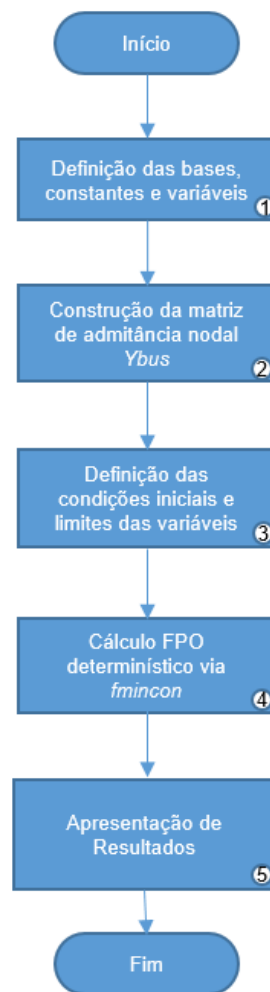 Início
Definição das bases,
constantes e variáveis
1
Construção da matriz
de admitância nodal
Ybus
2
Definição das
condições iniciais e
limites das variáveis
3
Cálculo FPO
determinístico via
fmincon
4
Apresentação de
Resultados
5
Fim